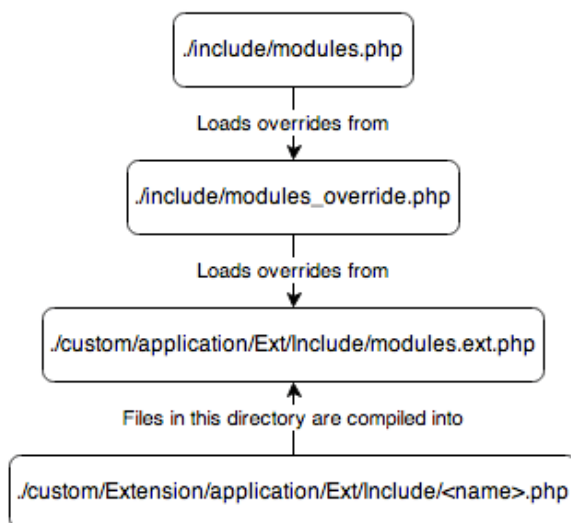 ./include/modules.php
Loads overrides from
./include/modules_override.php
Loads overrides from
./custom/application/Ext/Include/modules.ext.php
Files in this directory are compiled into
./custom/Extension/application/Ext/Include/<name>.php